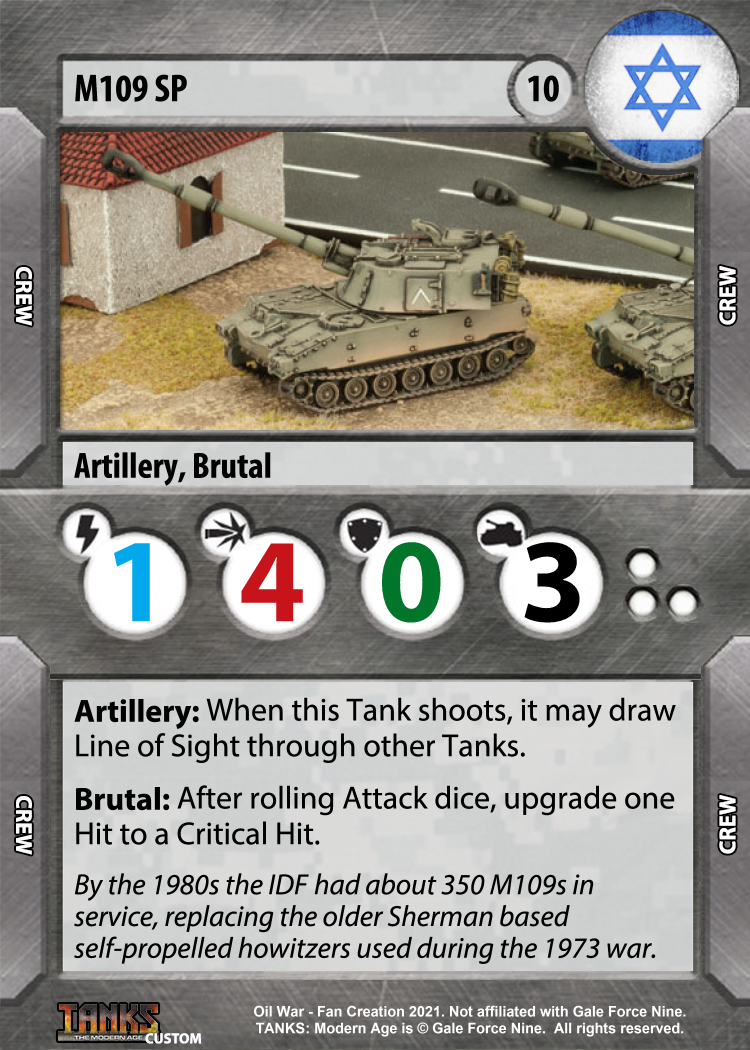 M109 SP
10
CREW
CREW
Artillery, Brutal
1 4 0 3
Artillery: When this Tank shoots, it may draw
Line of Sight through other Tanks.
Brutal: After rolling Attack dice, upgrade one
Hit to a Critical Hit.
By the 1980s the IDF had about 350 M109s in
service, replacing the older Sherman based
self-propelled howitzers used during the 1973 war.
CREW
CREW
TANKS
THE MODERN AGE
CUSTOM
Oil War - Fan Creation 2021. Not affiliated with Gale Force Nine.
TANKS: Modern Age is © Gale Force Nine. All rights reserved.